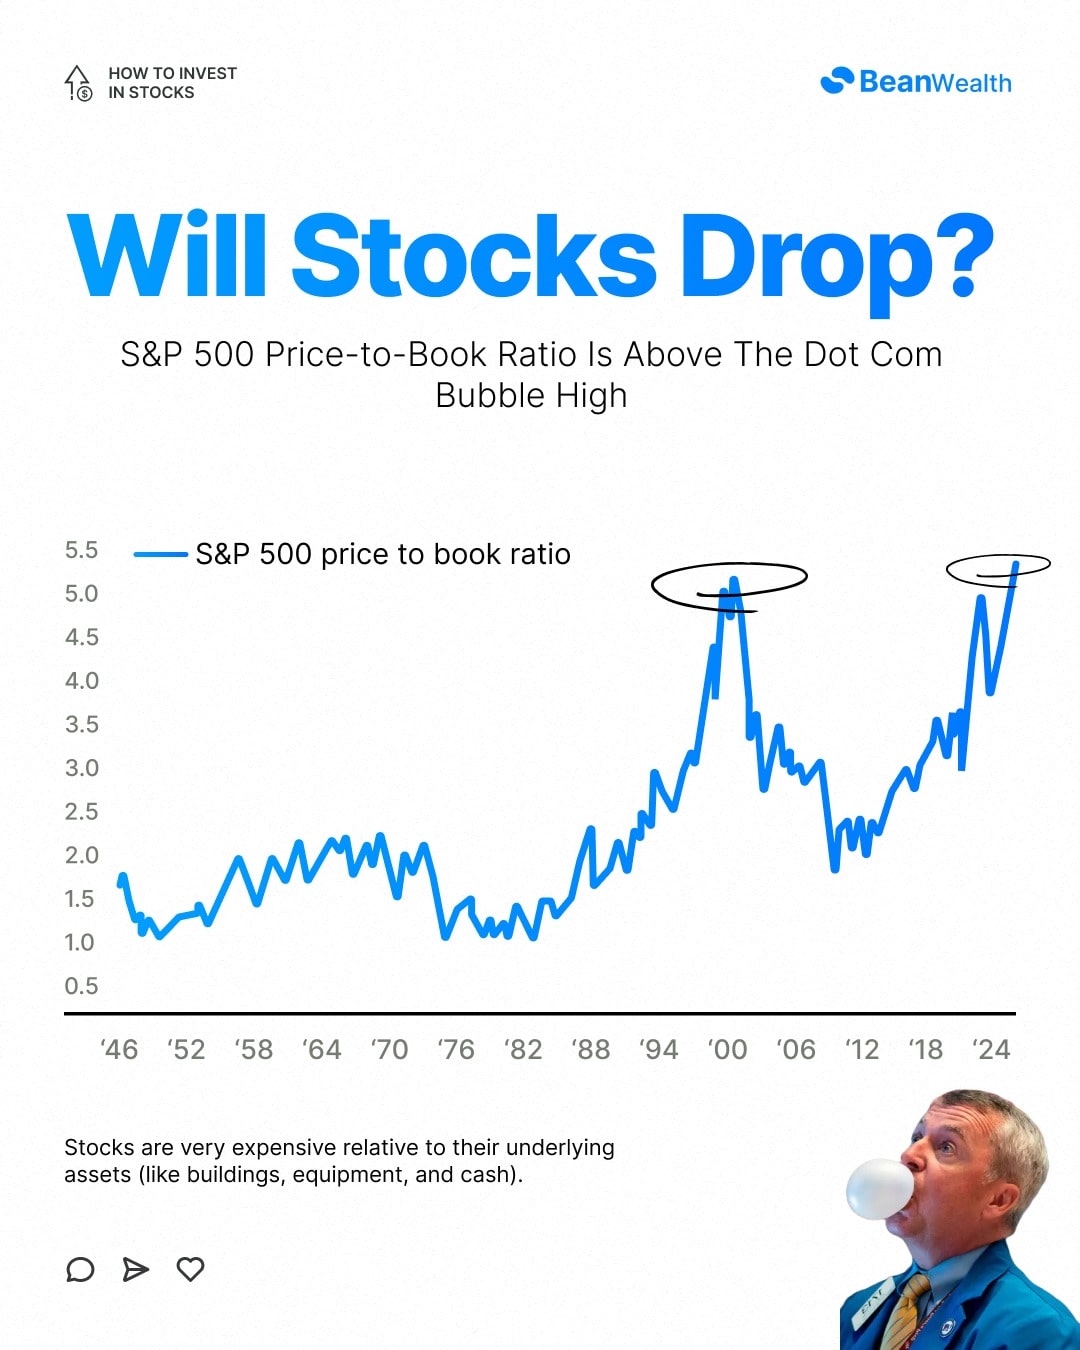 HOW TO INVEST
IN STOCKS
BeanWealth
Will Stocks Drop?
S&P 500 Price-to-Book Ratio Is Above The Dot Com
Bubble High
S&P 500 price to book ratio
5.5
5.0
4.5
4.0
3.5
3.0
2.5
2.0
1.5
1.0
0.5
‘46 ‘52 ‘58 ‘64 ‘70 ‘76 ‘82 ‘88 ‘94 ‘00 ‘06 ‘12 ‘18 ‘24
Stocks are very expensive relative to their underlying
assets (like buildings, equipment, and cash).